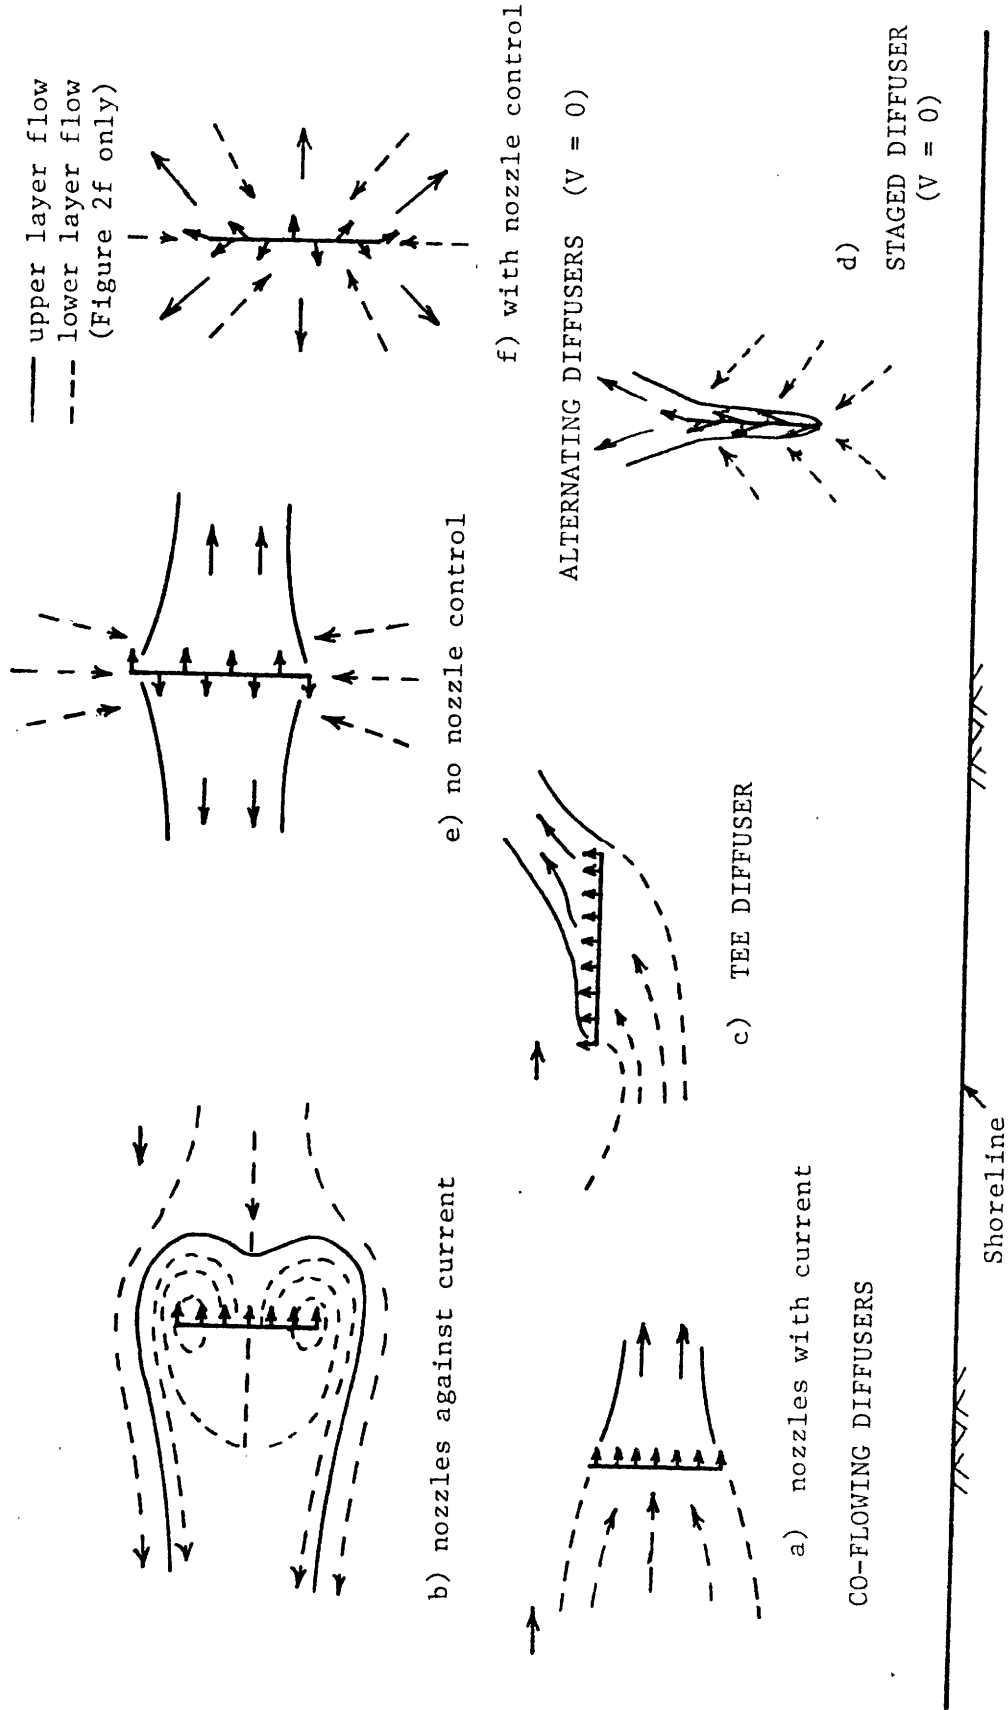 —— upper layer flow
--- lower layer flow
(Figure 2f only)
b) nozzles against current
e) no nozzle control
f) with nozzle control
ALTERNATING DIFFUSERS (V = 0)
a) nozzles with current
CO-FLOWING DIFFUSERS
c) TEE DIFFUSER
d)
STAGED DIFFUSER
(V = 0)
Shoreline